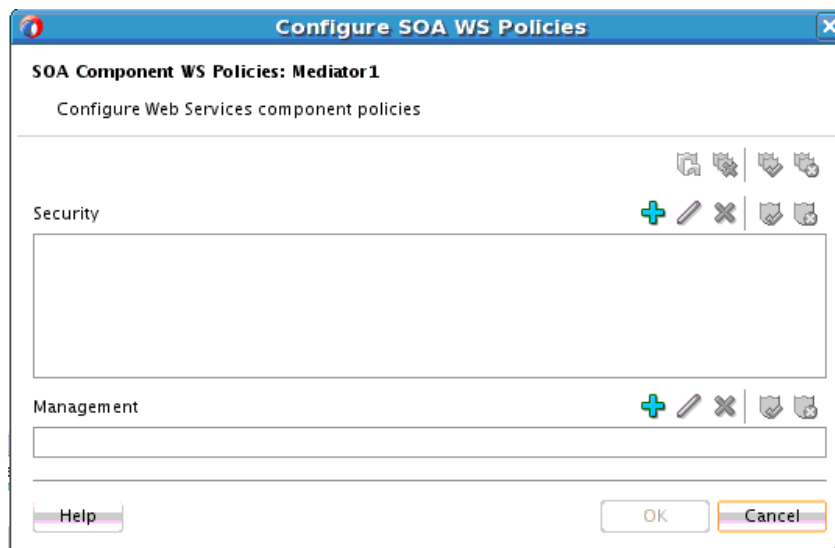 Configure SOA WS Policies
SOA Component WS Policies: Mediator1
Configure Web Services component policies
Security
Management
Help
OK
Cancel